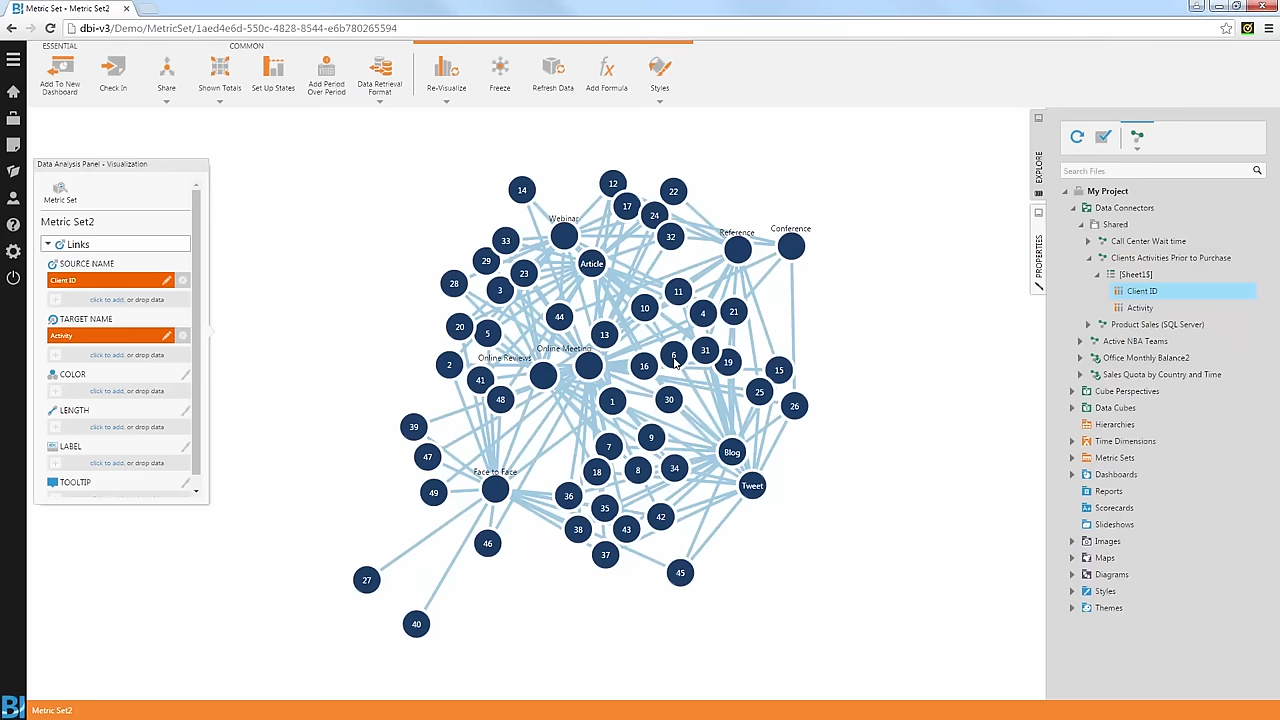 Metric Set • Metric Set2
dbi-v3/Demo/MetricSet/1aed4e6d-550c-4828-8544-e6b780265594
ESSENTIAL
COMMON
Add To New
Dashboard
Check In
Share
Shown Totals
Set Up States
Add Period
Over Period
Data Retrieval
Format
Re-Visualize
Freeze
Refresh Data
Add Formula
Styles
Data Analysis Panel • Visualization
Metric Set
Metric Set2
Links
SOURCE NAME
Client ID
click to add, or drop data
TARGET NAME
Activity
click to add, or drop data
COLOR
click to add, or drop data
LENGTH
click to add, or drop data
LABEL
click to add, or drop data
TOOLTIP
14
12
22
17
24
Webinar
32
Reference
Conference
33
Article
29
23
28
3
11
10
4
21
44
20
5
13
Online Meeting
31
6
Online Reviews
19
2
16
15
41
25
48
1
30
26
39
9
7
Blog
47
18
8
34
Face to Face
Tweet
49
36
35
42
38
43
46
37
45
27
40
EXPLORE
PROPERTIES
Search Files
My Project
Data Connectors
Shared
Call Center Wait time
Clients Activities Prior to Purchase
[Sheet1$]
Client ID
Activity
Product Sales (SQL Server)
Active NBA Teams
Office Monthly Balance2
Sales Quota by Country and Time
Cube Perspectives
Data Cubes
Hierarchies
Time Dimensions
Metric Sets
Dashboards
Reports
Scorecards
Slideshows
Images
Maps
Diagrams
Styles
Themes
BI
Metric Set2